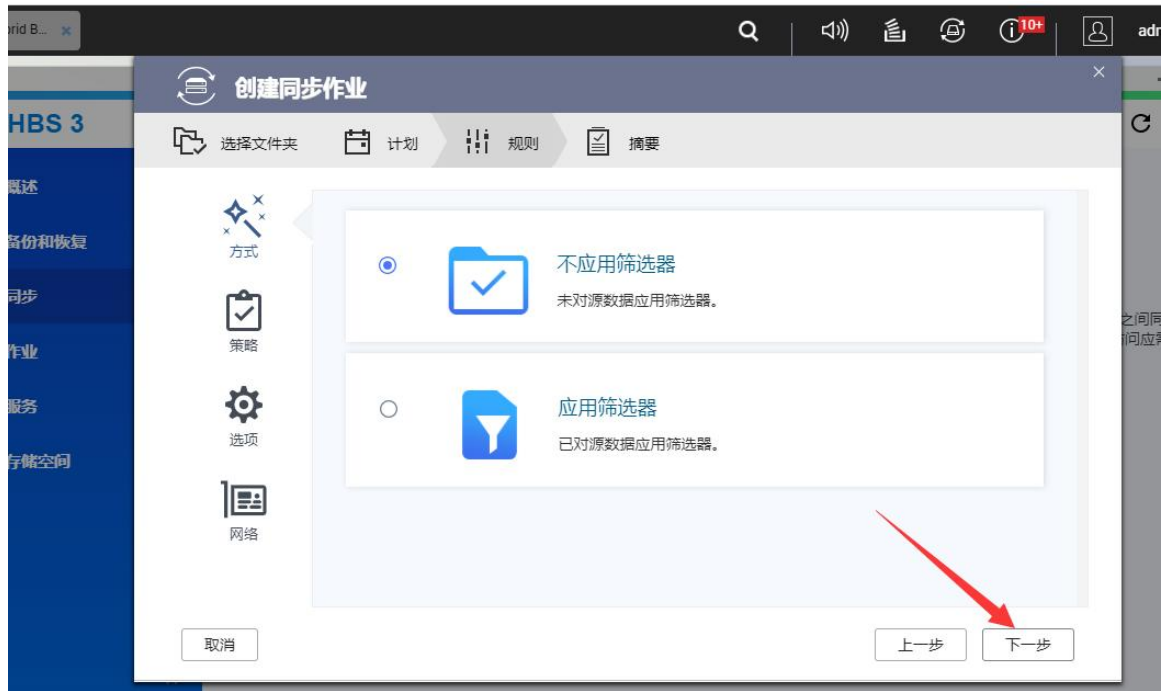 rid B...
10+
adr
创建同步作业
HBS 3
选择文件夹
计划
规则
摘要
概述
备份和恢复
同步
作业
服务
存储空间
方式
策略
选项
网络
不应用筛选器
未对源数据应用筛选器。
应用筛选器
已对源数据应用筛选器。
之间同
问应需
取消
上一步
下一步